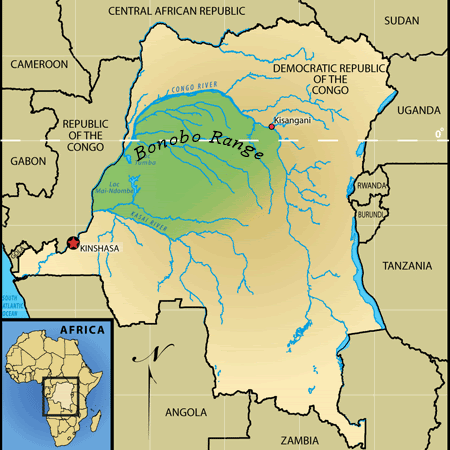 CENTRAL AFRICAN REPUBLIC
SUDAN
CAMEROON
DEMOCRATIC REPUBLIC
OF THE
CONGO
CONGO RIVER
UGANDA
REPUBLIC
OF THE
CONGO
Kisangani
0°
Bonobo Range
GABON
Tumba
Lac
Mai-Ndombe
RWANDA
BURUNDI
KASAI RIVER
KINSHASA
TANZANIA
SOUTH
ATLANTIC
OCEAN
AFRICA
N
ANGOLA
ZAMBIA